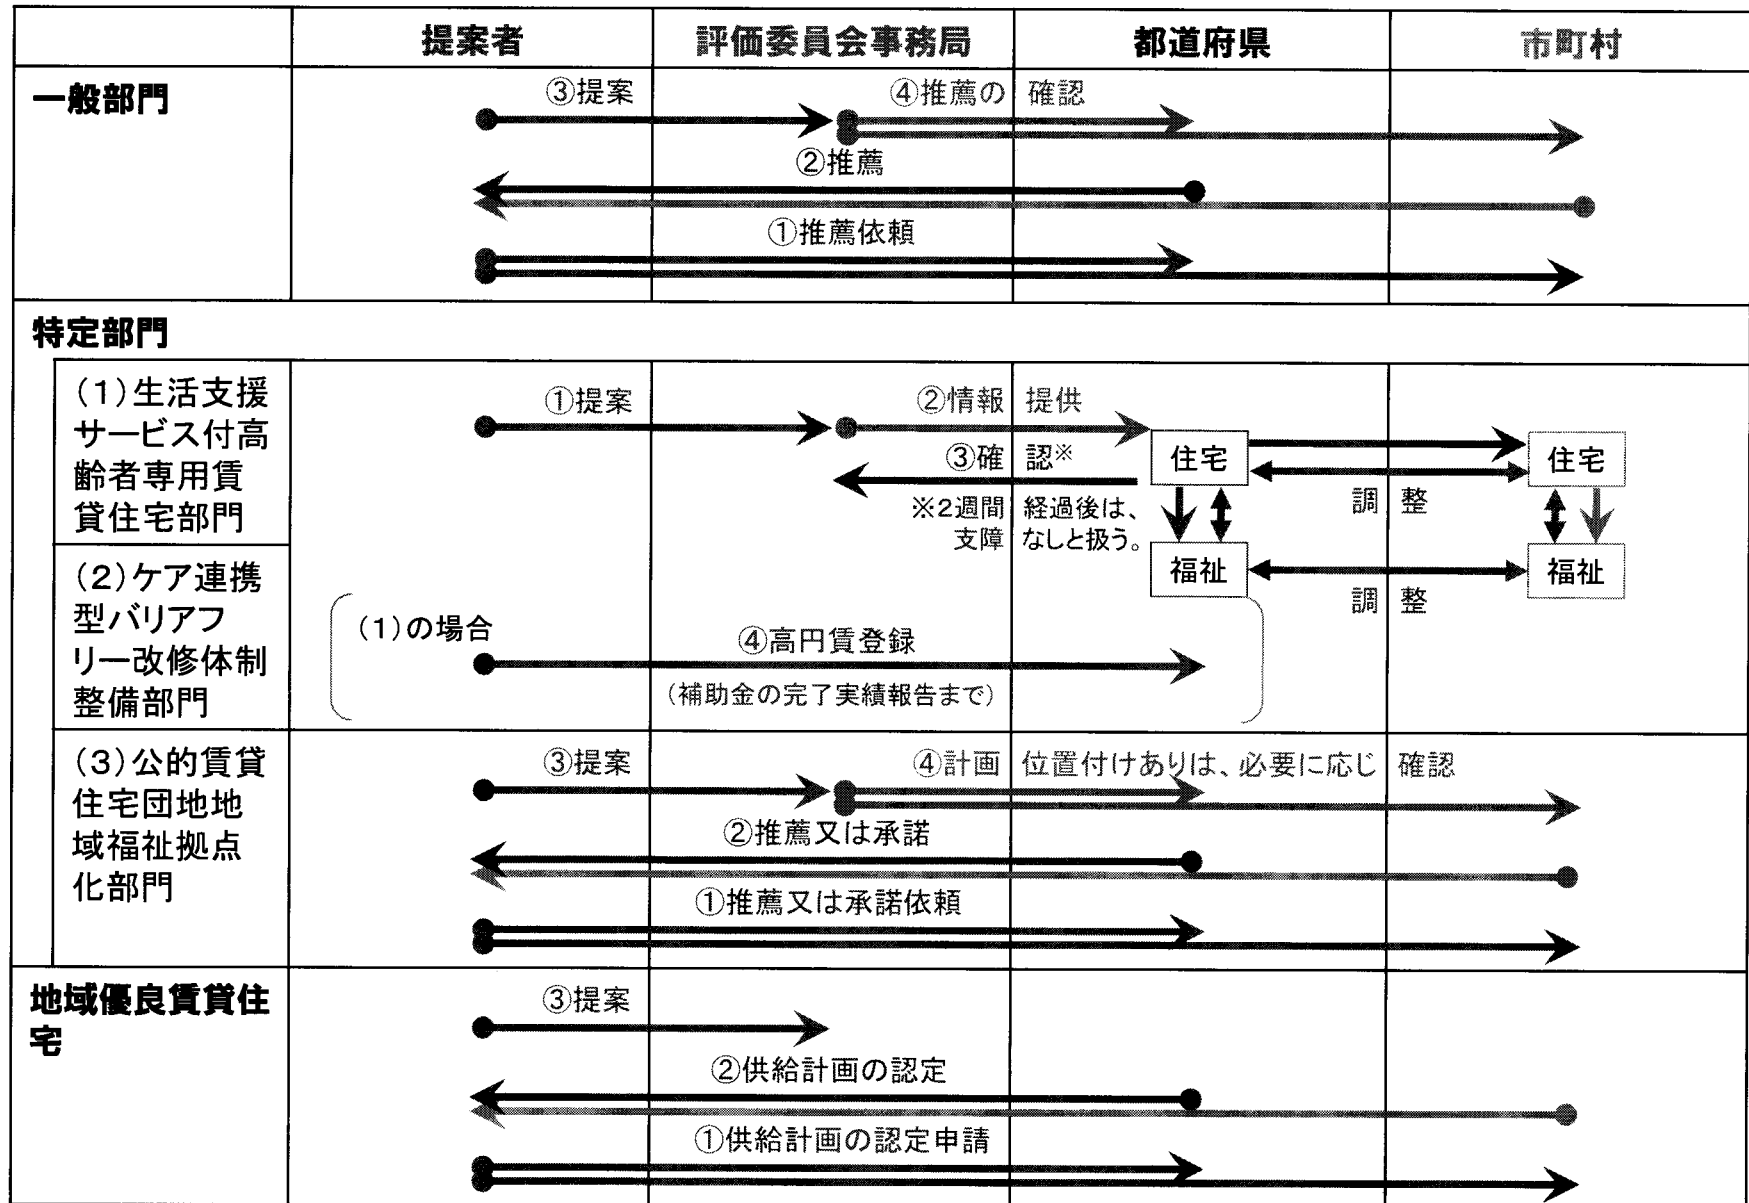 提案者 評価委員会事務局 都道府県 市町村
一般部門
③提案 ④推薦の 確認
②推薦
①推薦依頼
特定部門
(1)生活支援
サービス付高
齢者専用賃
貸住宅部門
①提案 ②情報 提供
③確 認※
※2週間 経過後は、
支障 なしと扱う。
住宅
住宅
調 整
福祉
福祉
調 整
(2)ケア連携
型バリアフ
リー改修体制
整備部門
(1)の場合
④高円賃登録
(補助金の完了実績報告まで)
(3)公的賃貸
住宅団地地
域福祉拠点
化部門
③提案 ④計画 位置付けありは、必要に応じ 確認
②推薦又は承諾
①推薦又は承諾依頼
地域優良賃貸住
宅
③提案
②供給計画の認定
①供給計画の認定申請